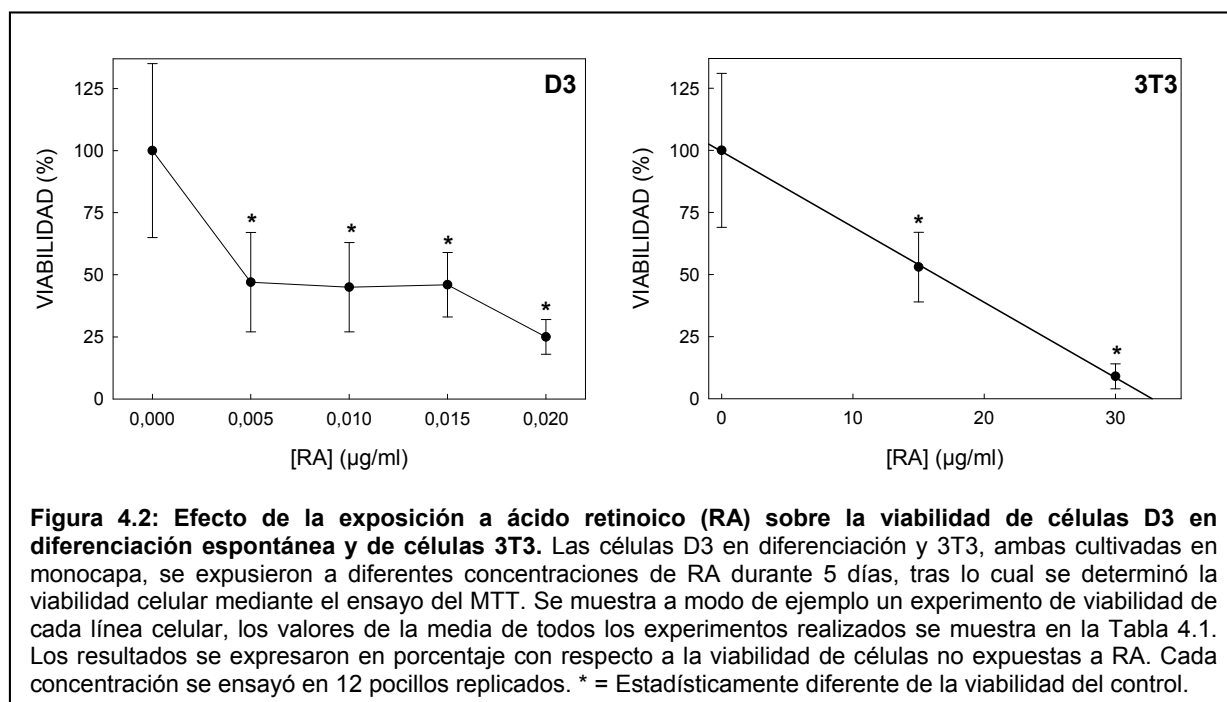 D3
125
100
75
50
25
0
VIABILIDAD (%)
*
*
*
*
0,000
0,005
0,010
0,015
0,020
[RA] (µg/ml)
3T3
125
100
75
50
25
0
VIABILIDAD (%)
*
*
0
10
20
30
[RA] (µg/ml)
Figura 4.2: Efecto de la exposición a ácido retinoico (RA) sobre la viabilidad de células D3 en
diferenciación espontánea y de células 3T3. Las células D3 en diferenciación y 3T3, ambas cultivadas en
monocapa, se expusieron a diferentes concentraciones de RA durante 5 días, tras lo cual se determinó la
viabilidad celular mediante el ensayo del MTT. Se muestra a modo de ejemplo un experimento de viabilidad de
cada línea celular, los valores de la media de todos los experimentos realizados se muestra en la Tabla 4.1.
Los resultados se expresaron en porcentaje con respecto a la viabilidad de células no expuestas a RA. Cada
concentración se ensayó en 12 pocillos replicados. * = Estadísticamente diferente de la viabilidad del control.